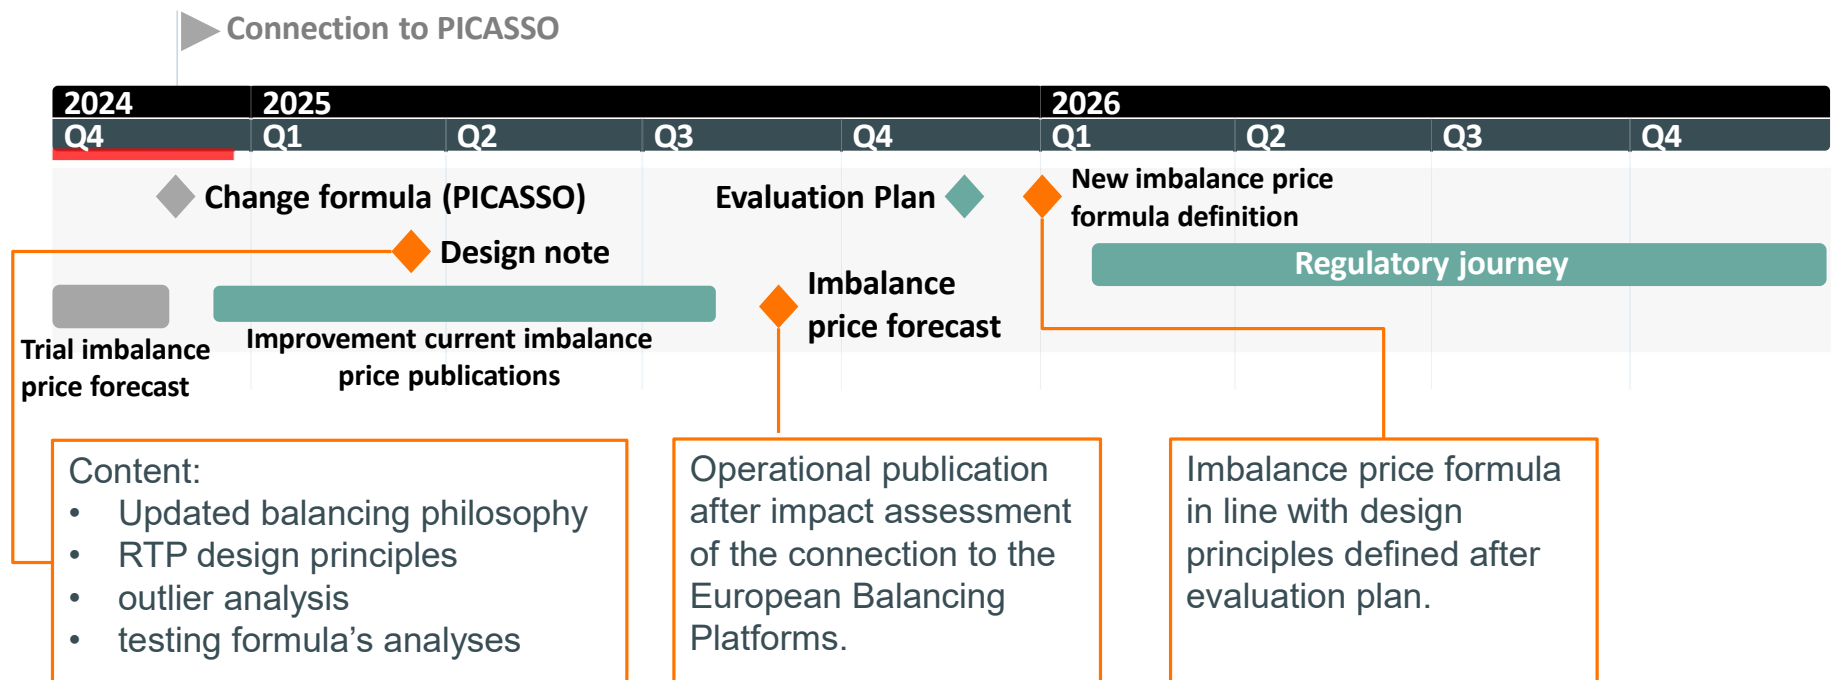 Connection to PICASSO
2024 2025 2026
Q4 Q1 Q2 Q3 Q4 Q1 Q2 Q3 Q4
Change formula (PICASSO)
Evaluation Plan
New imbalance price
formula definition
Design note
Regulatory journey
Imbalance
price forecast
Trial imbalance
price forecast
Improvement current imbalance
price publications
Content:
• Updated balancing philosophy
• RTP design principles
• outlier analysis
• testing formula’s analyses
Operational publication
after impact assessment
of the connection to the
European Balancing
Platforms.
Imbalance price formula
in line with design
principles defined after
evaluation plan.